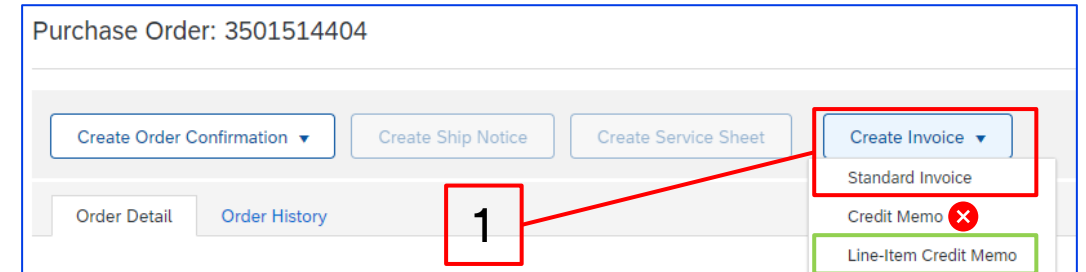 Purchase Order: 3501514404
Create Order Confirmation ▼ Create Ship Notice Create Service Sheet Create Invoice ▼
Standard Invoice
Order Detail Order History 1 Credit Memo
Line-Item Credit Memo